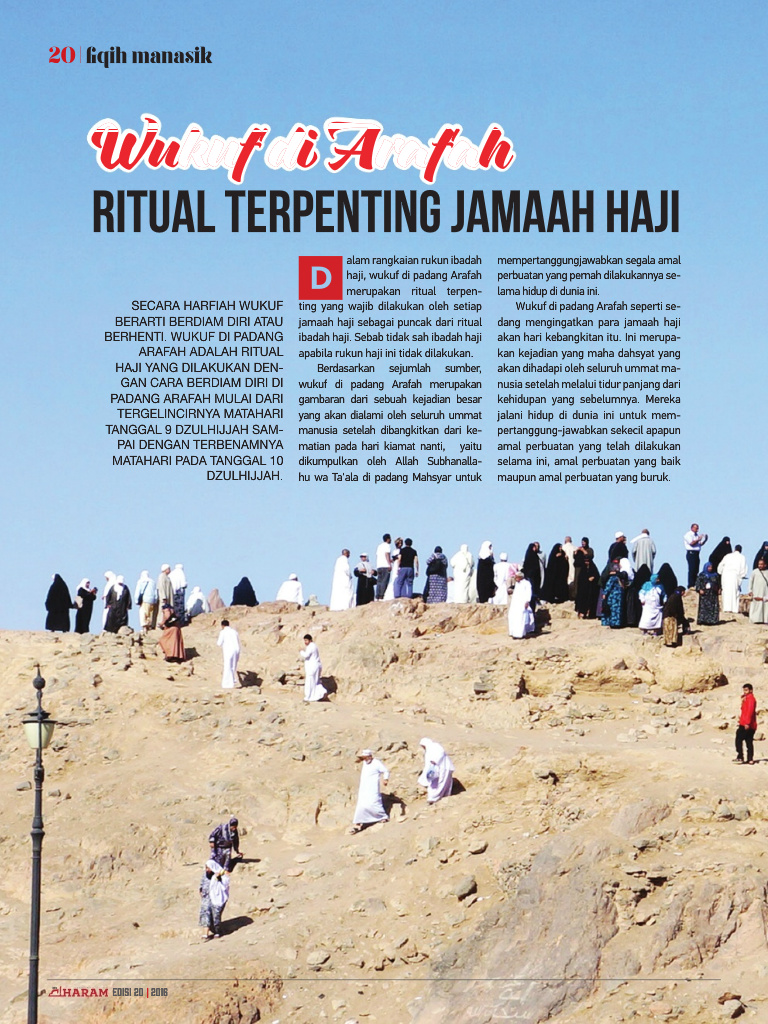 20 | fiqih manasik
Wukuf di Arafah
RITUAL TERPENTING JAMAAH HAJI
SECARA HARFIAH WUKUF
BERARTI BERDIAM DIRI ATAU
BERHENTI. WUKUF DI PADANG
ARAFAH ADALAH RITUAL
HAJI YANG DILAKUKAN DEN-
GAN CARA BERDIAM DIRI DI
PADANG ARAFAH MULAI DARI
TERGELINCIRNYA MATAHARI
TANGGAL 9 DZULHIJJAH SAM-
PAI DENGAN TERBENAMNYA
MATAHARI PADA TANGGAL 10
DZULHIJJAH.
Dalam rangkaian rukun ibadah
haji, wukuf di padang Arafah
merupakan ritual terpen-
ting yang wajib dilakukan oleh setiap
jamaah haji sebagai puncak dari ritual
ibadah haji. Sebab tidak sah ibadah haji
apabila rukun haji ini tidak dilakukan.
Berdasarkan sejumlah sumber,
wukuf di padang Arafah merupakan
gambaran dari sebuah kejadian besar
yang akan dialami oleh seluruh ummat
manusia setelah dibangkitkan dari ke-
matian pada hari kiamat nanti, yaitu
dikumpulkan oleh Allah Subhanalla-
hu wa Ta'ala di padang Mahsyar untuk
mempertanggungjawabkan segala amal
perbuatan yang pernah dilakukannya se-
lama hidup di dunia ini.
Wukuf di padang Arafah seperti se-
dang mengingatkan para jamaah haji
akan hari kebangkitan itu. Ini merupa-
kan kejadian yang maha dahsyat yang
akan dihadapi oleh seluruh ummat ma-
nusia setelah melalui tidur panjang dari
kehidupan yang sebelumnya. Mereka
jalani hidup di dunia ini untuk mem-
pertanggung-jawabkan sekecil apapun
amal perbuatan yang telah dilakukan
selama ini, amal perbuatan yang baik
maupun amal perbuatan yang buruk.
HARAM EDISI 20 | 2016